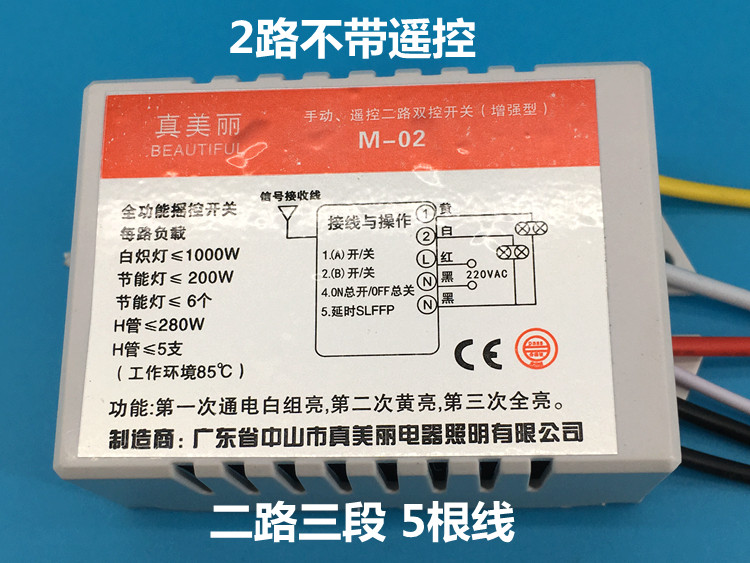 2路不带遥控
真美丽
BEAUTIFUL
手动、遥控二路双控开关(增强型)
M-02
全功能摇控开关
每路负载
白炽灯≤1000W
节能灯≤200W
节能灯≤6个
H管≤280W
H管≤5支
(工作环境85℃)
信号接收线
接线与操作
1.(A)开/关
2.(B)开/关
4.ON总开/OFF总关
5.延时SLFFP
1 黄
2 白
L 红
N 黑
220VAC
N 黑
CE
功能:第一次通电白组亮,第二次黄亮,第三次全亮。
制造商:广东省中山市真美丽电器照明有限公司
二路三段 5根线